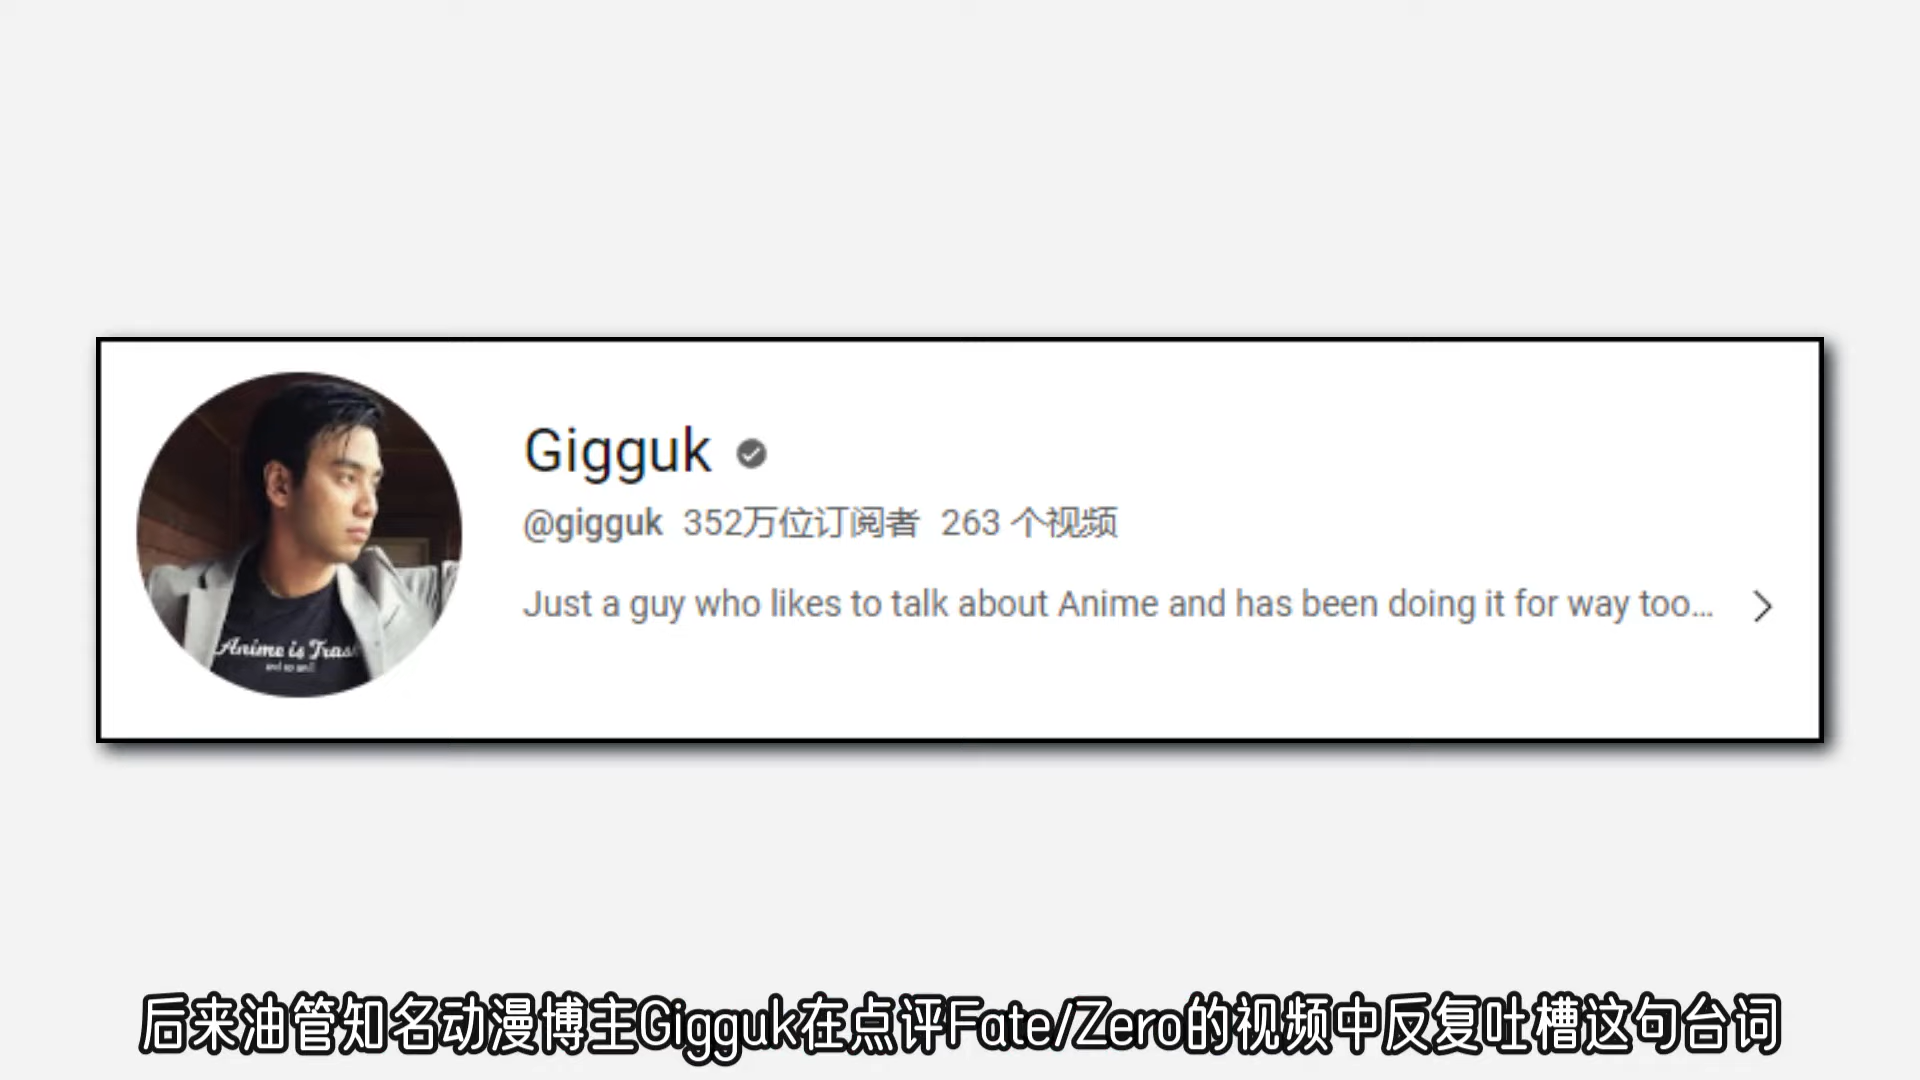 Gigguk
@gigguk 352万位订阅者 263 个视频
Just a guy who likes to talk about Anime and has been doing it for way too...
Anime is Tras
后来油管知名动漫博主Gigguk在点评Fate/Zero的视频中反复吐槽这句台词